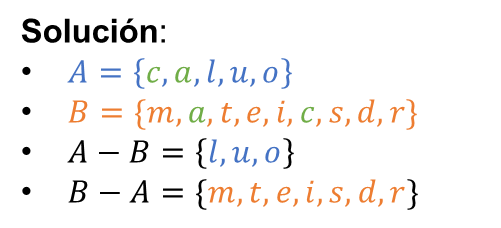 Solución:
• A = {c, a, l, u, o}
• B = {m, a, t, e, i, c, s, d, r}
• A − B = {l, u, o}
• B − A = {m, t, e, i, s, d, r}